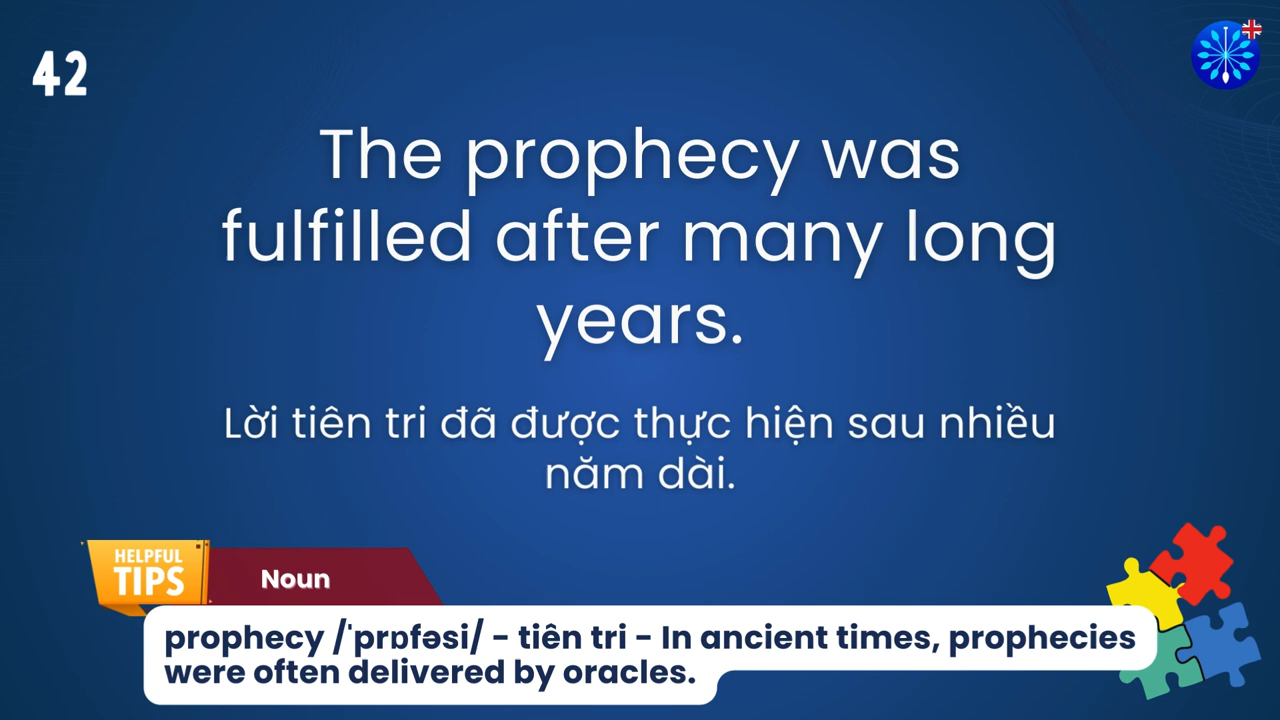 42
The prophecy was
fulfilled after many long
years.
Lời tiên tri đã được thực hiện sau nhiều
năm dài.
HELPFUL
TIPS
Noun
prophecy /ˈprɒfəsi/ - tiên tri - In ancient times, prophecies
were often delivered by oracles.